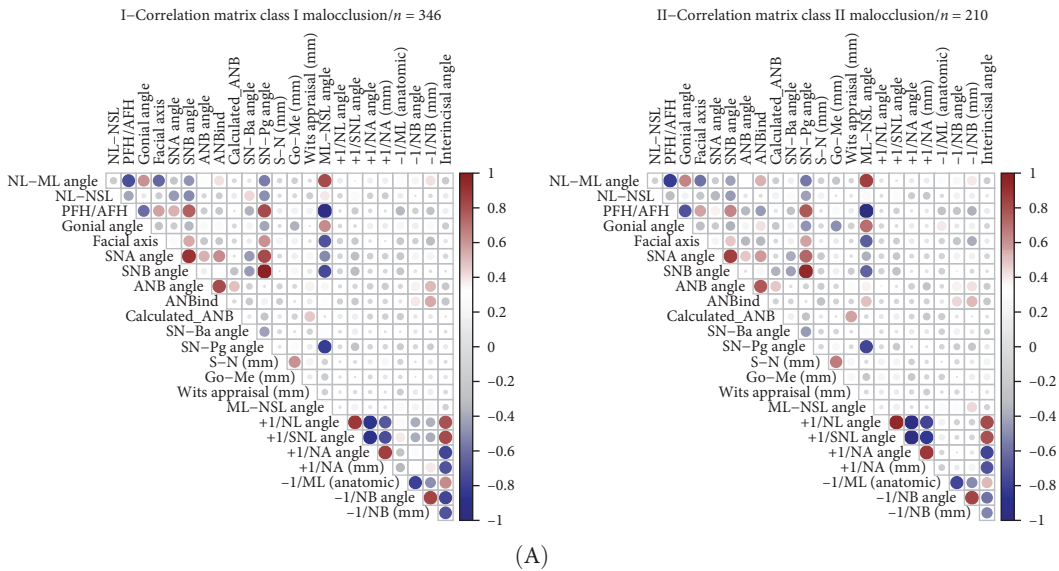 I–Correlation matrix class I malocclusion/n = 346
NL–NSL
PFH/AFH
Gonial angle
Facial axis
SNA angle
SNB angle
ANB angle
ANBind
Calculated_ANB
SN–Ba angle
SN–Pg angle
S–N (mm)
Go–Me (mm)
Wits appraisal (mm)
ML–NSL angle
+1/NL angle
+1/SNL angle
+1/NA angle
+1/NA (mm)
−1/ML (anatomic)
−1/NB angle
−1/NB (mm)
Interincisal angle
NL–ML angle
NL–NSL
PFH/AFH
Gonial angle
Facial axis
SNA angle
SNB angle
ANB angle
ANBind
Calculated_ANB
SN–Ba angle
SN–Pg angle
S–N (mm)
Go–Me (mm)
Wits appraisal (mm)
ML–NSL angle
+1/NL angle
+1/SNL angle
+1/NA angle
+1/NA (mm)
−1/ML (anatomic)
−1/NB angle
−1/NB (mm)
1
0.8
0.6
0.4
0.2
0
−0.2
−0.4
−0.6
−0.8
−1
II–Correlation matrix class II malocclusion/n = 210
NL–NSL
PFH/AFH
Gonial angle
Facial axis
SNA angle
SNB angle
ANB angle
ANBind
Calculated_ANB
SN–Ba angle
SN–Pg angle
S–N (mm)
Go–Me (mm)
Wits appraisal (mm)
ML–NSL angle
+1/NL angle
+1/SNL angle
+1/NA angle
+1/NA (mm)
−1/ML (anatomic)
−1/NB angle
−1/NB (mm)
Interincisal angle
NL–ML angle
NL–NSL
PFH/AFH
Gonial angle
Facial axis
SNA angle
SNB angle
ANB angle
ANBind
Calculated_ANB
SN–Ba angle
SN–Pg angle
S–N (mm)
Go–Me (mm)
Wits appraisal (mm)
ML–NSL angle
+1/NL angle
+1/SNL angle
+1/NA angle
+1/NA (mm)
−1/ML (anatomic)
−1/NB angle
−1/NB (mm)
1
0.8
0.6
0.4
0.2
0
−0.2
−0.4
−0.6
−0.8
−1
(A)